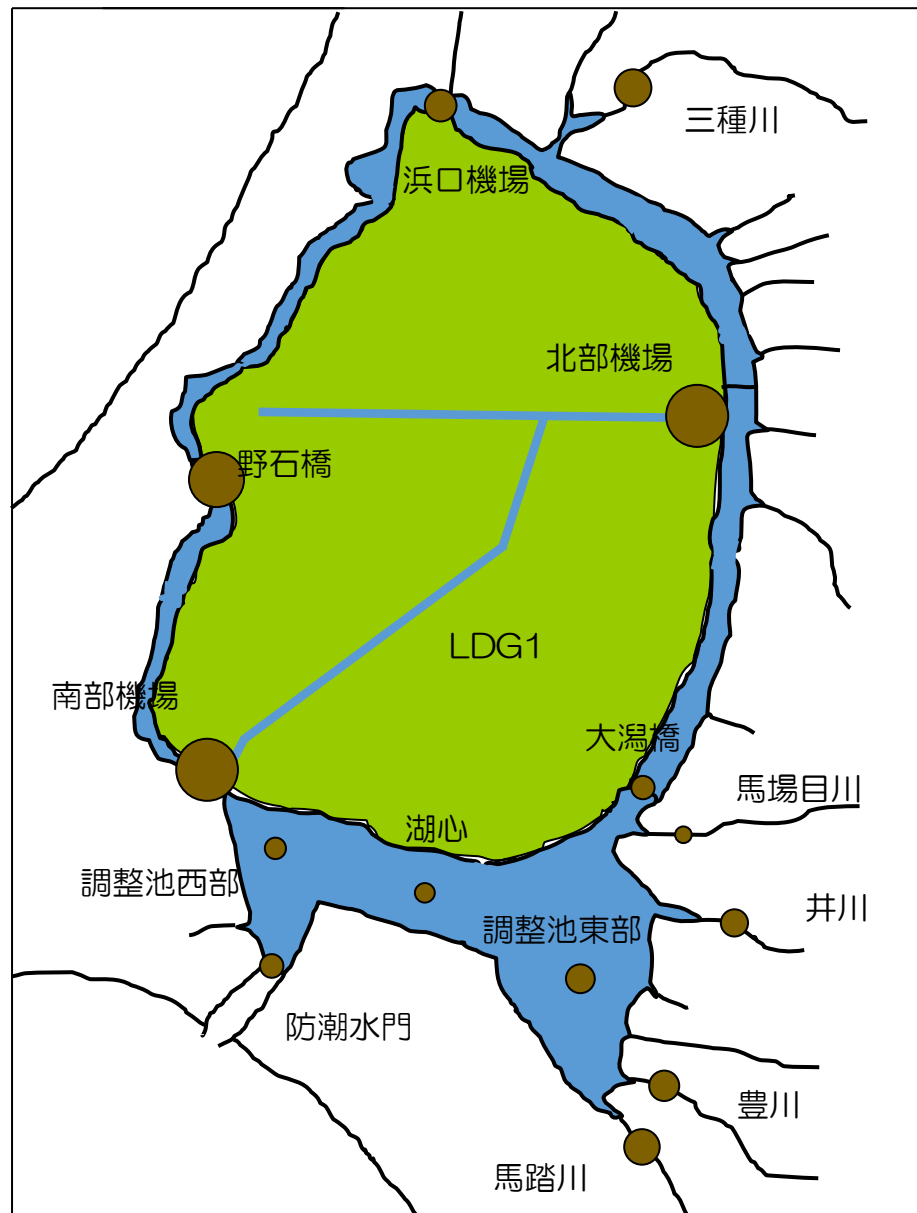 三種川
浜口機場
北部機場
野石橋
LDG1
南部機場
大潟橋
馬場目川
湖心
調整池西部
井川
調整池東部
防潮水門
豊川
馬踏川